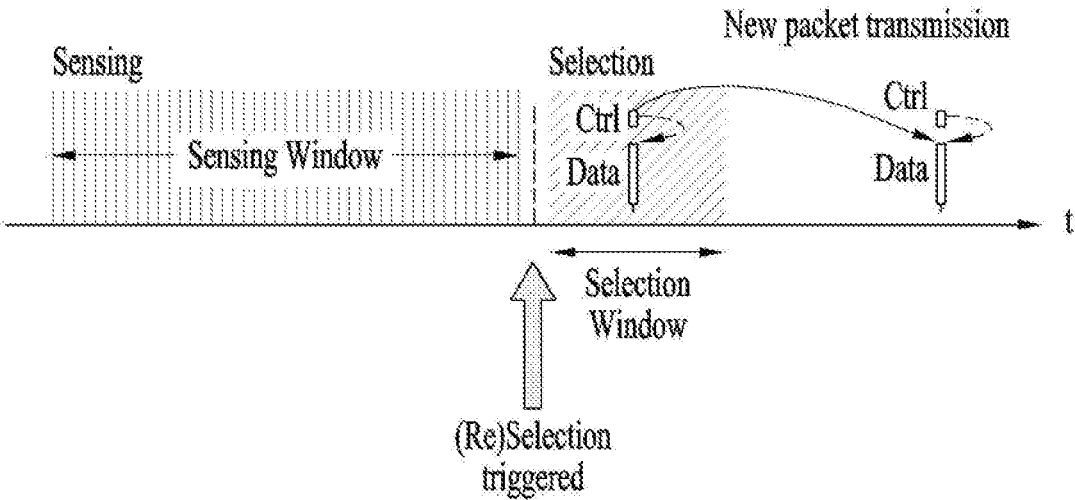 New packet transmission
Sensing
Selection
Ctrl
Ctrl
Sensing Window
Data
Data
t
Selection
Window
(Re)Selection
triggered